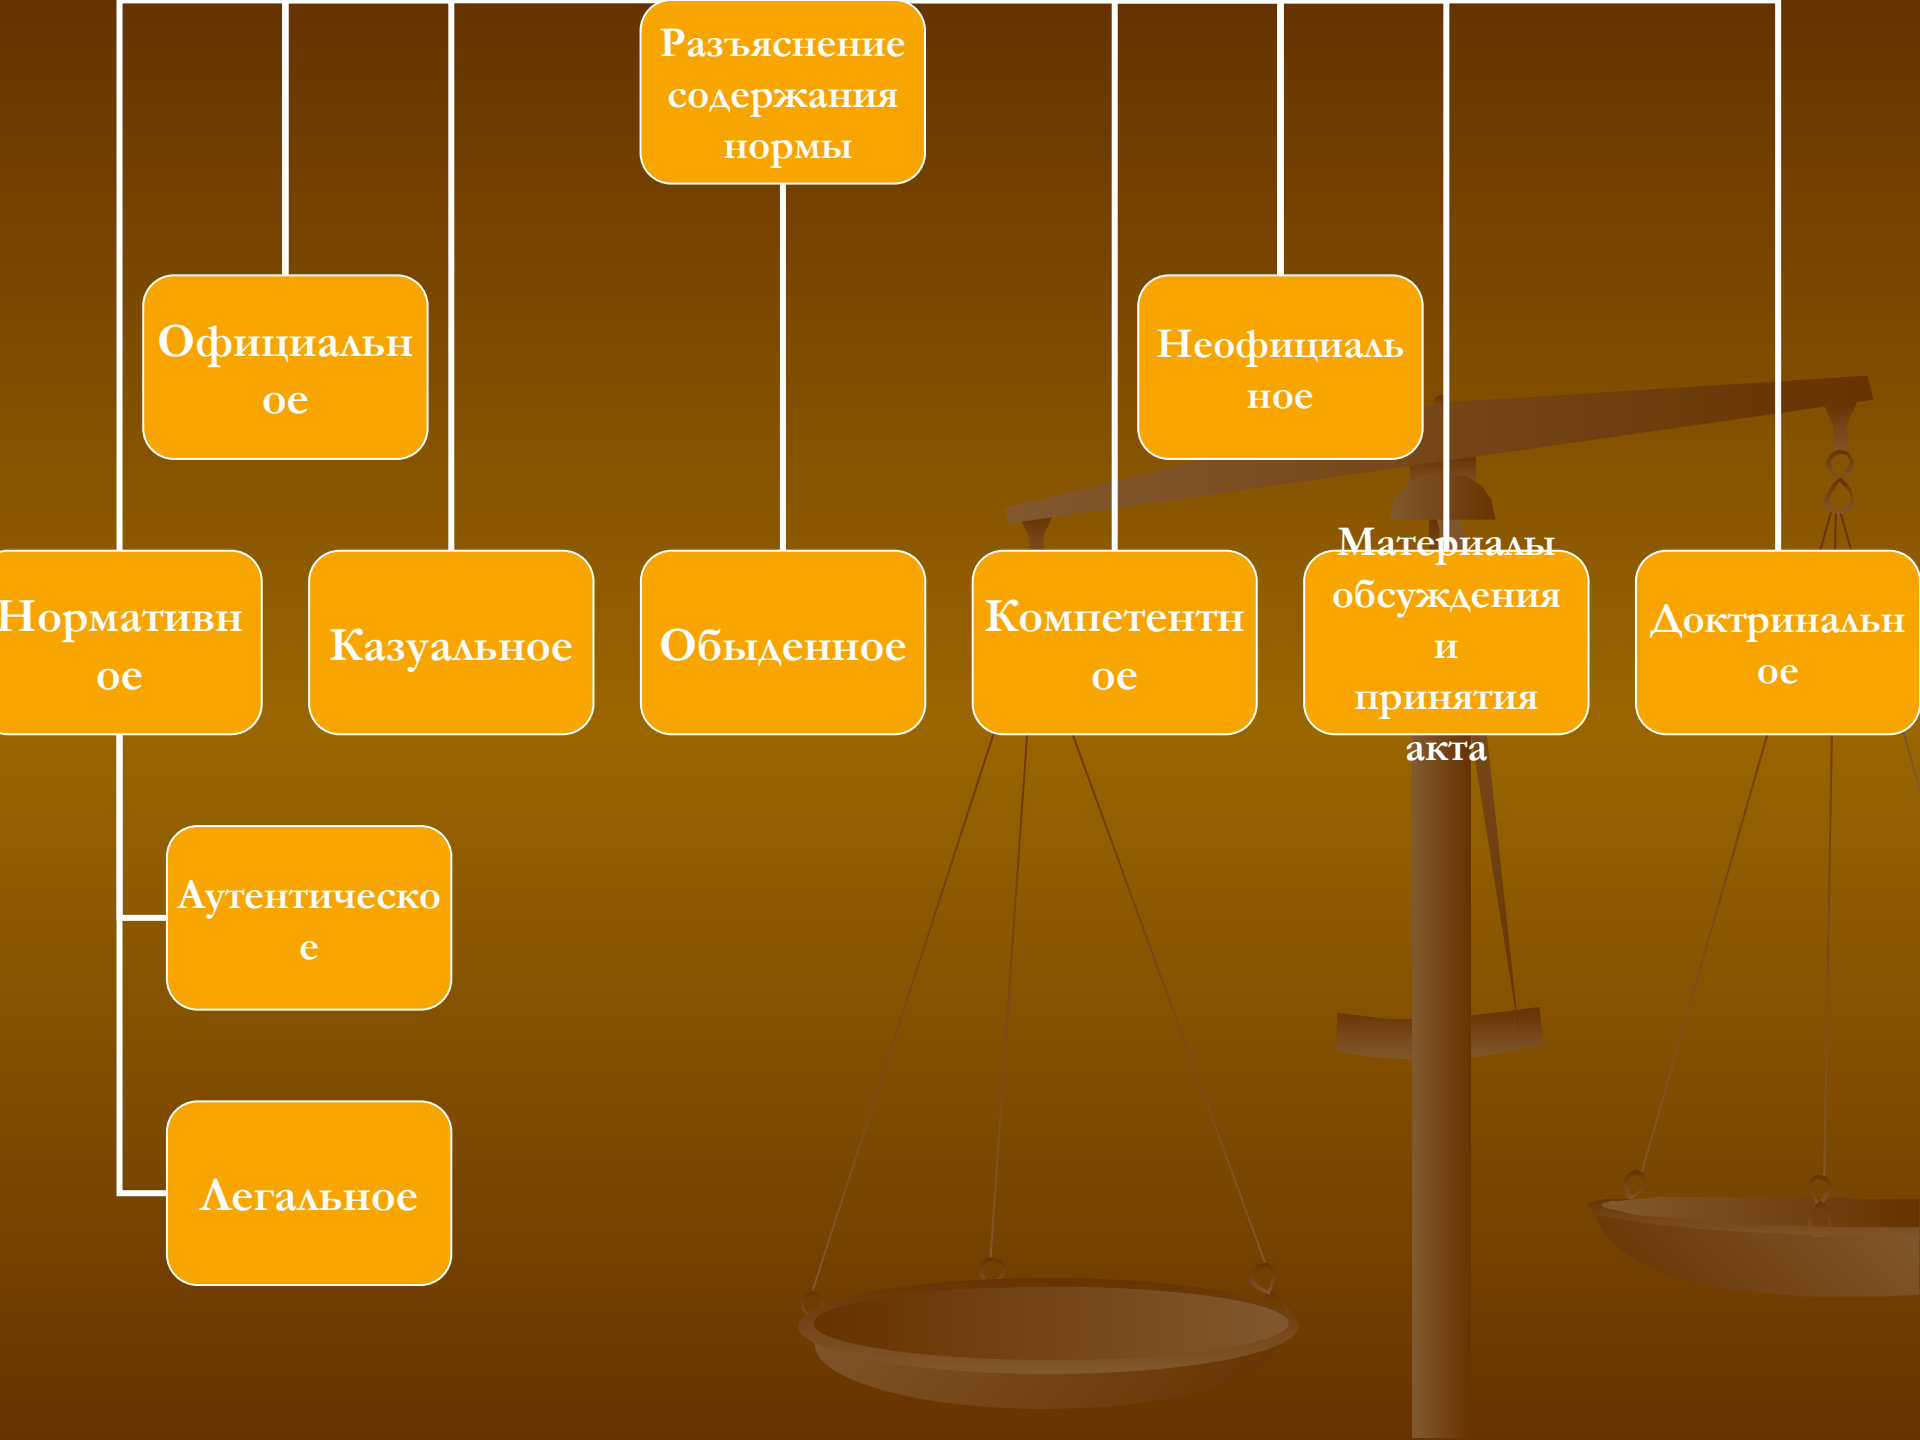 Разъяснение
содержания
нормы
Официальн
ое
Неофициаль
ное
Нормативн
ое
Казуальное
Обыденное
Компетентн
ое
Материалы
обсуждения
и
принятия
акта
Доктринальн
ое
Аутентическо
е
Легальное